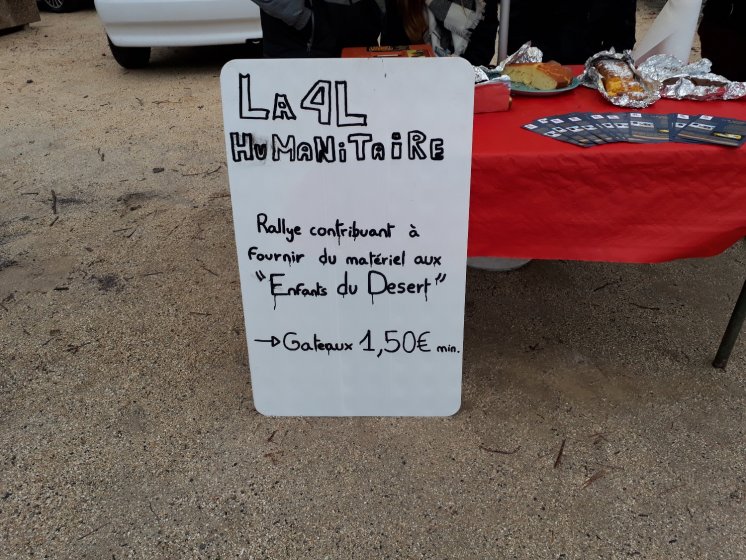 La 4L
HuMaNiTaiRE
Rallye contribuant à
Fournir du matériel aux
"Enfants du Desert"
→ Gateaux 1,50€ min.